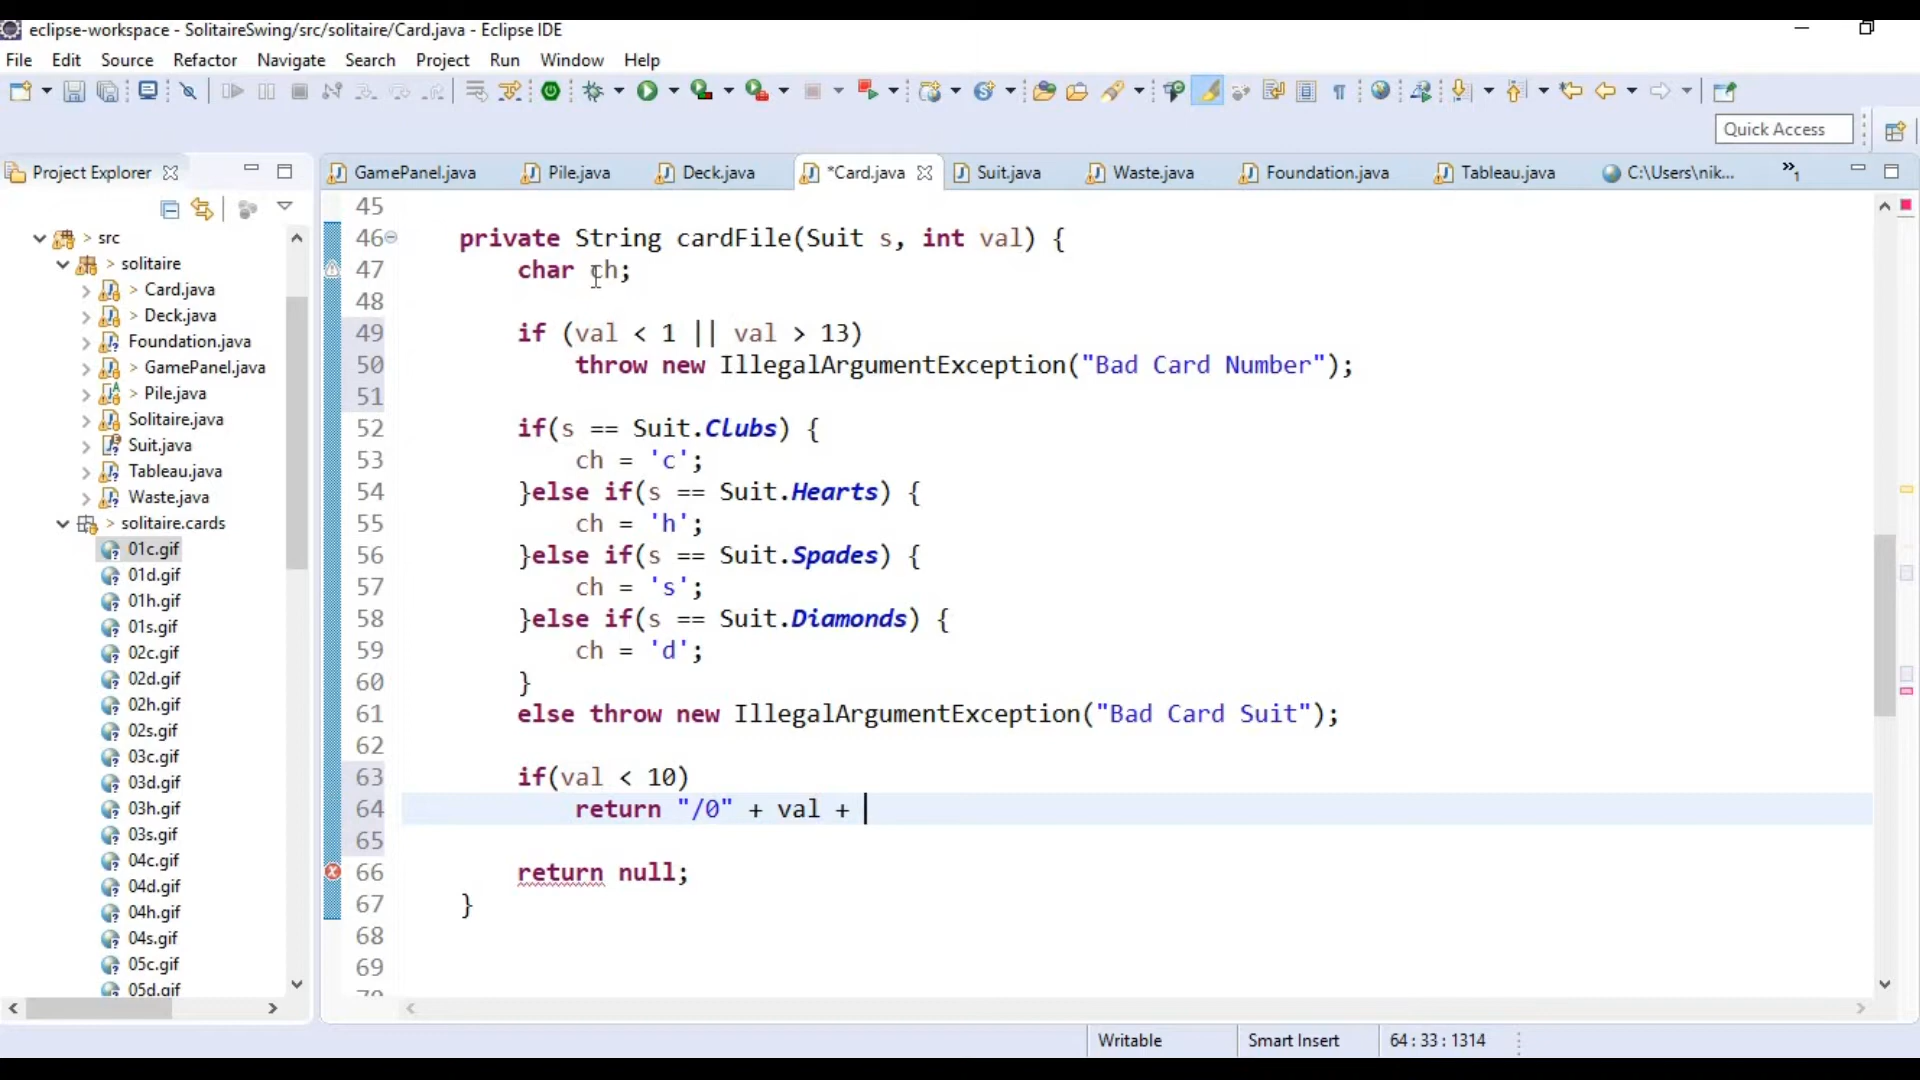 eclipse-workspace - SolitaireSwing/src/solitaire/Card.java - Eclipse IDE
File Edit Source Refactor Navigate Search Project Run Window Help
Quick Access
Project Explorer
GamePanel.java Pile.java Deck.java *Card.java Suit.java Waste.java Foundation.java Tableau.java C:\Users\nik... »1
> src
> solitaire
> Card.java
> Deck.java
Foundation.java
> GamePanel.java
> Pile.java
Solitaire.java
Suit.java
Tableau.java
Waste.java
> solitaire.cards
01c.gif
01d.gif
01h.gif
01s.gif
02c.gif
02d.gif
02h.gif
02s.gif
03c.gif
03d.gif
03h.gif
03s.gif
04c.gif
04d.gif
04h.gif
04s.gif
05c.gif
05d.gif
45
46 private String cardFile(Suit s, int val) {
47 char ch;
48
49 if (val < 1 || val > 13)
50 throw new IllegalArgumentException("Bad Card Number");
51
52 if(s == Suit.Clubs) {
53 ch = 'c';
54 }else if(s == Suit.Hearts) {
55 ch = 'h';
56 }else if(s == Suit.Spades) {
57 ch = 's';
58 }else if(s == Suit.Diamonds) {
59 ch = 'd';
60 }
61 else throw new IllegalArgumentException("Bad Card Suit");
62
63 if(val < 10)
64 return "/0" + val +
65
66 return null;
67 }
68
69
70
Writable Smart Insert 64 : 33 : 1314